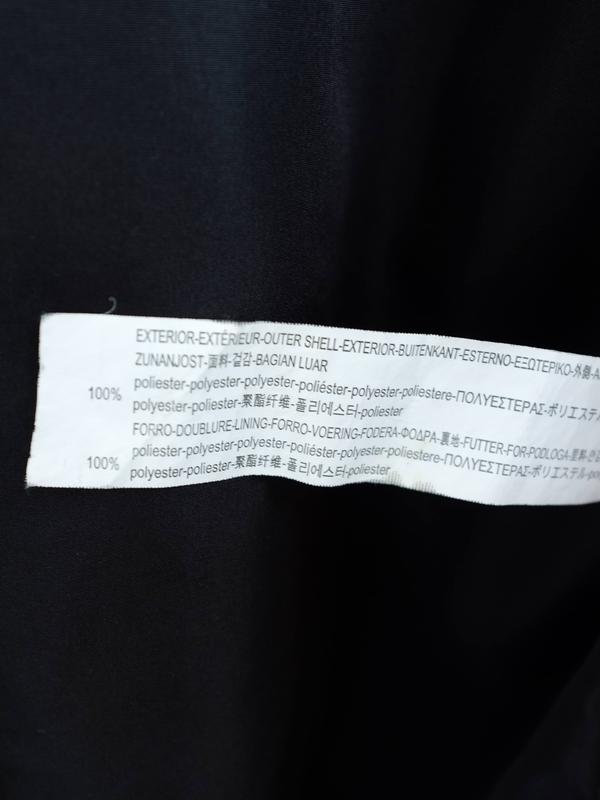 EXTERIOR-EXTÉRIEUR-OUTER SHELL-EXTERIOR-BUITENKANT-ESTERNO-ΕΞΩΤΕΡΙΚΟ-外側-A
ZUNANJOST-面料-겉감-BAGIAN LUAR
100% poliester-polyester-polyester-poliéster-polyester-poliestere-ΠΟΛΥΕΣΤΕΡΑΣ-ポリエステル
polyester-poliester-聚酯纤维-폴리에스터-poliester
FORRO-DOUBLURE-LINING-FORRO-VOERING-FODERA-ΦΟΔΡΑ-裏地-FUTTER-FOR-PODLOGA-里料-안감
100% poliester-polyester-polyester-poliéster-polyester-poliestere-ΠΟΛΥΕΣΤΕΡΑΣ-ポリエステル-pol
polyester-poliester-聚酯纤维-폴리에스터-poliester